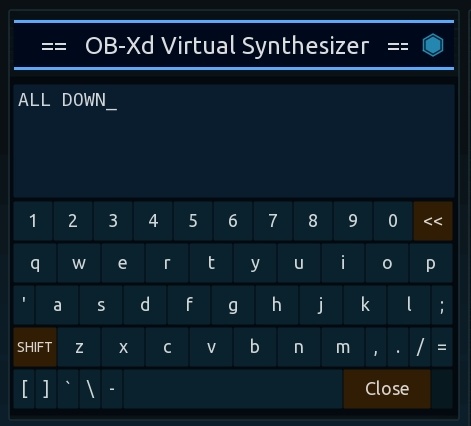 == OB-Xd Virtual Synthesizer ==
ALL DOWN_
1 2 3 4 5 6 7 8 9 0 <<
q w e r t y u i o p
' a s d f g h j k l ;
SHIFT z x c v b n m , . / =
[ ] ` \ - Close